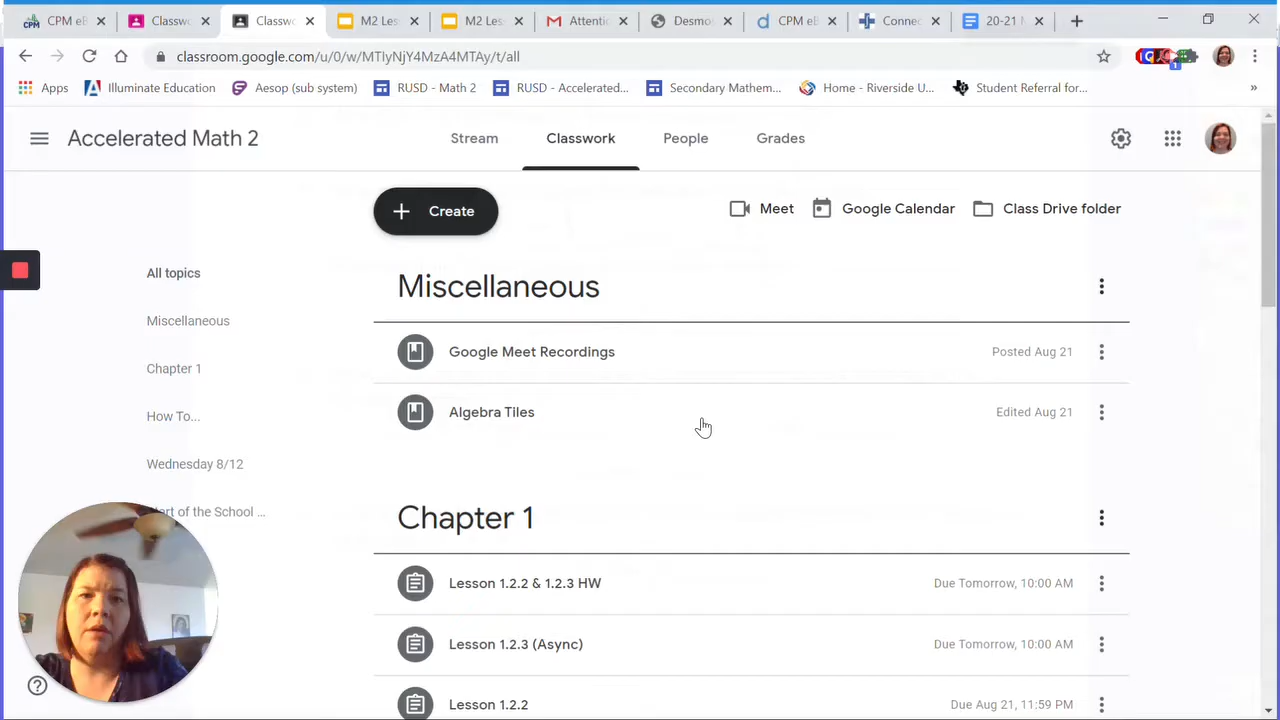 CPM eB
Classw
Classw
M2 Les
M2 Les
Attenti
Desmo
CPM eB
Connec
20-21 M
classroom.google.com/u/0/w/MTIyNjY4MzA4MTAy/t/all
Apps
Illuminate Education
Aesop (sub system)
RUSD - Math 2
RUSD - Accelerated...
Secondary Mathem...
Home - Riverside U...
Student Referral for...
»
Accelerated Math 2
Stream
Classwork
People
Grades
+ Create
Meet
Google Calendar
Class Drive folder
All topics
Miscellaneous
Chapter 1
How To...
Wednesday 8/12
art of the School ...
Miscellaneous
Google Meet Recordings
Posted Aug 21
Algebra Tiles
Edited Aug 21
Chapter 1
Lesson 1.2.2 & 1.2.3 HW
Due Tomorrow, 10:00 AM
Lesson 1.2.3 (Async)
Due Tomorrow, 10:00 AM
Lesson 1.2.2
Due Aug 21, 11:59 PM